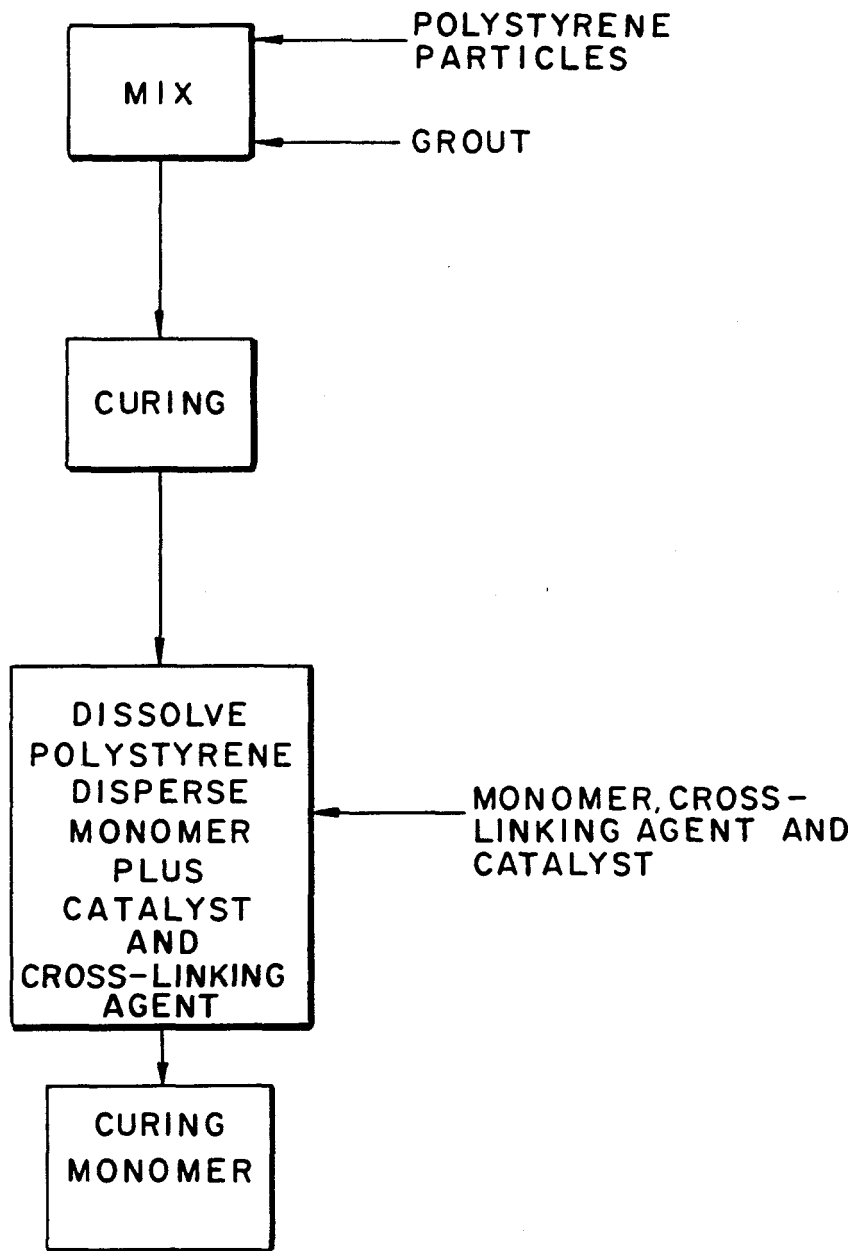 POLYSTYRENE
PARTICLES
MIX
GROUT
CURING
DISSOLVE
POLYSTYRENE
DISPERSE
MONOMER
PLUS
CATALYST
AND
CROSS-LINKING
AGENT
MONOMER, CROSS-
LINKING AGENT AND
CATALYST
CURING
MONOMER